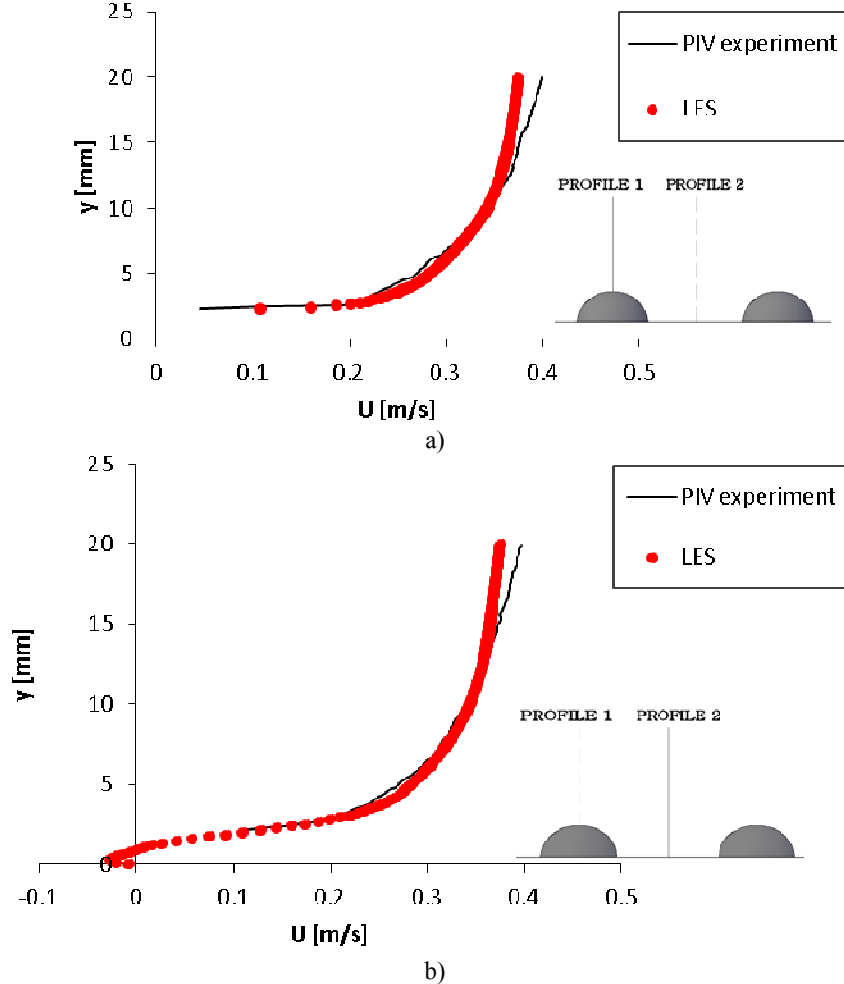 25
20
15
10
5
0
y [mm]
0
0.1
0.2
0.3
0.4
0.5
U [m/s]
PIV experiment
LES
PROFILE 1
PROFILE 2
a)
25
20
15
10
5
0
y [mm]
-0.1
0
0.1
0.2
0.3
0.4
0.5
U [m/s]
PIV experiment
LES
PROFILE 1
PROFILE 2
b)